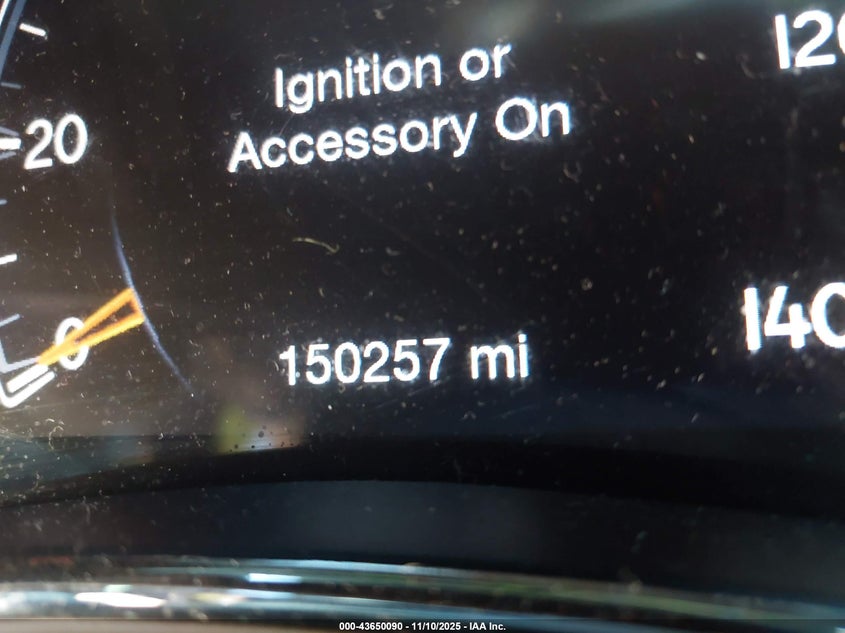 Ignition or
Accessory On
20
0
150257 mi
120
140
000-43650090 - 11/10/2025 - IAA Inc.